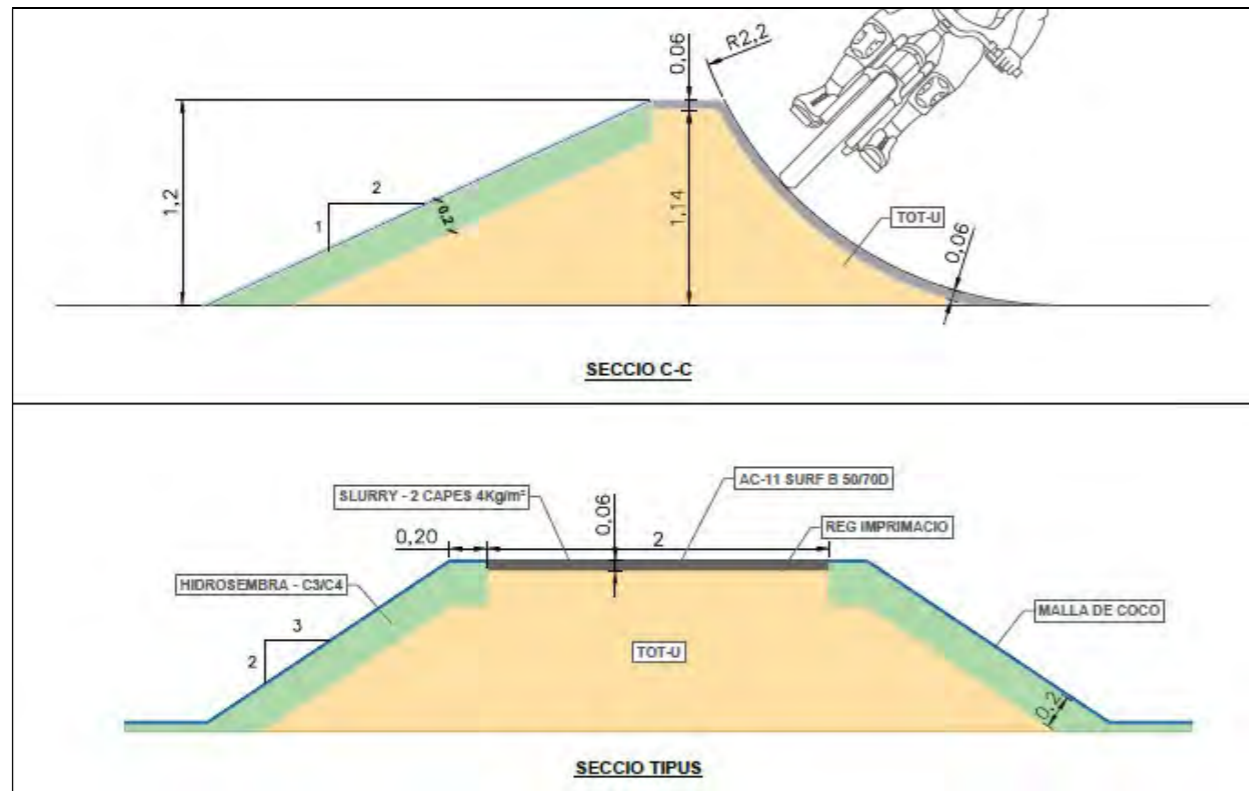 R2,2
0,06
1,2
2
1
0.2
1,14
TOT-U
0,06
SECCIO C-C
SLURRY - 2 CAPES 4Kg/m²
AC-11 SURF B 50/70D
0,06
REG IMPRIMACIO
0,20
2
HIDROSEMBRA - C3/C4
3
2
MALLA DE COCO
TOT-U
0.2
SECCIO TIPUS